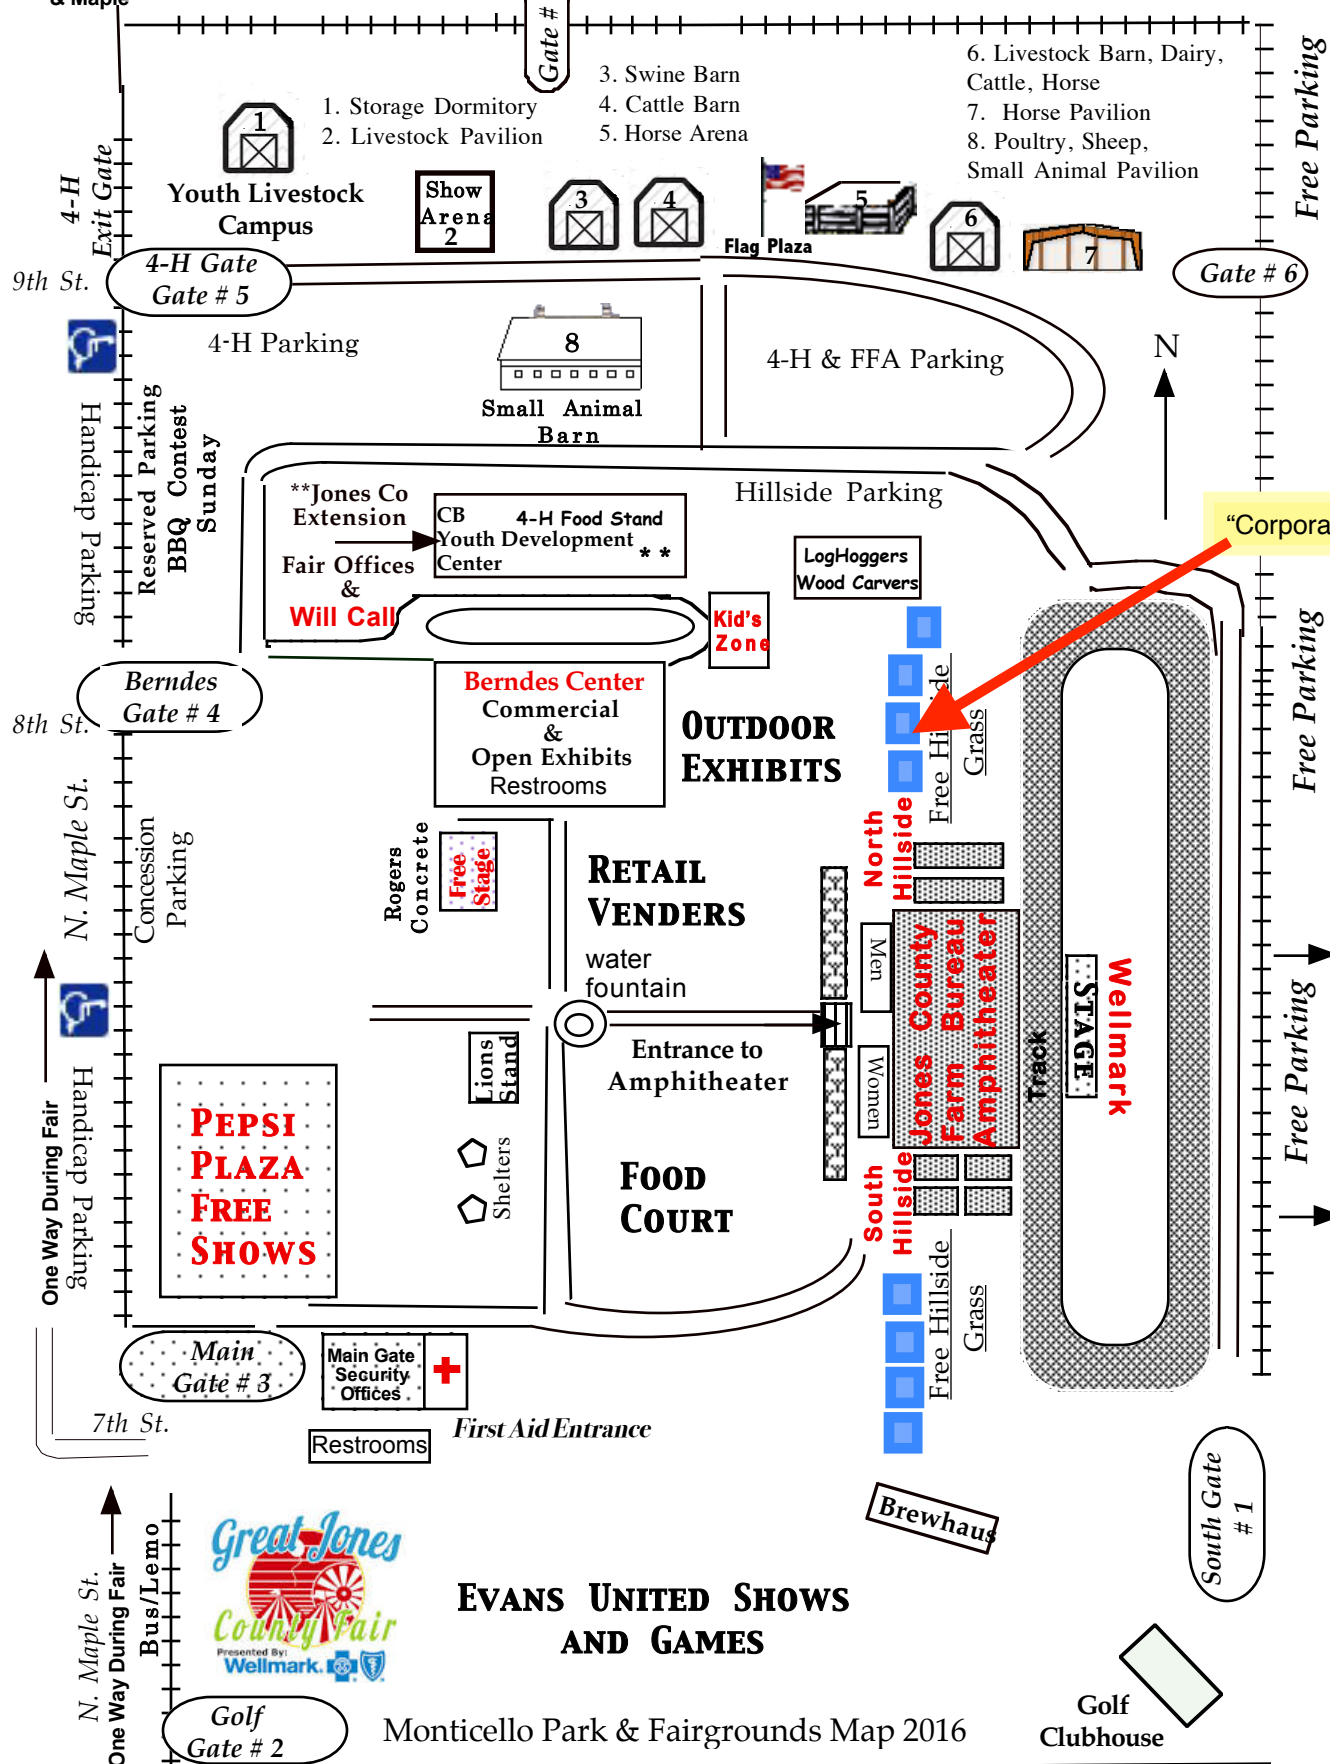 & Maple
Gate #
1. Storage Dormitory
2. Livestock Pavilion
3. Swine Barn
4. Cattle Barn
5. Horse Arena
6. Livestock Barn, Dairy,
Cattle, Horse
7. Horse Pavilion
8. Poultry, Sheep,
Small Animal Pavilion
Free Parking
1
Youth Livestock
Campus
Show
Arena
2
3
4
5
6
7
Flag Plaza
4-H
Exit Gate
9th St.
4-H Gate
Gate # 5
Gate # 6
4-H Parking
8
Small Animal
Barn
4-H & FFA Parking
N
Handicap Parking
Reserved Parking
BBQ Contest
Sunday
**Jones Co
Extension
Fair Offices
&
Will Call
CB 4-H Food Stand
Youth Development
Center **
Hillside Parking
LogHoggers
Wood Carvers
"Corpora
Kid's
Zone
Free Parking
Berndes
Gate # 4
8th St.
Berndes Center
Commercial
&
Open Exhibits
Restrooms
OUTDOOR
EXHIBITS
Free Hillside
Grass
North
Hillside
N. Maple St.
Concession
Parking
Rogers
Concrete
Free
Stage
RETAIL
VENDERS
water
fountain
Entrance to
Amphitheater
Men
Women
Jones County
Farm Bureau
Amphitheater
Track
STAGE
Wellmark
Free Parking
Lions
Stand
Shelters
One Way During Fair
Handicap Parking
PEPSI
PLAZA
FREE
SHOWS
FOOD
COURT
South
Hillside
Free Hillside
Grass
Main
Gate # 3
Main Gate
Security
Offices
7th St.
First Aid Entrance
Restrooms
Brewhaus
South Gate
# 1
N. Maple St.
One Way During Fair
Bus/Lemo
Great Jones
County Fair
Presented By:
Wellmark.
EVANS UNITED SHOWS
AND GAMES
Golf
Gate # 2
Monticello Park & Fairgrounds Map 2016
Golf
Clubhouse